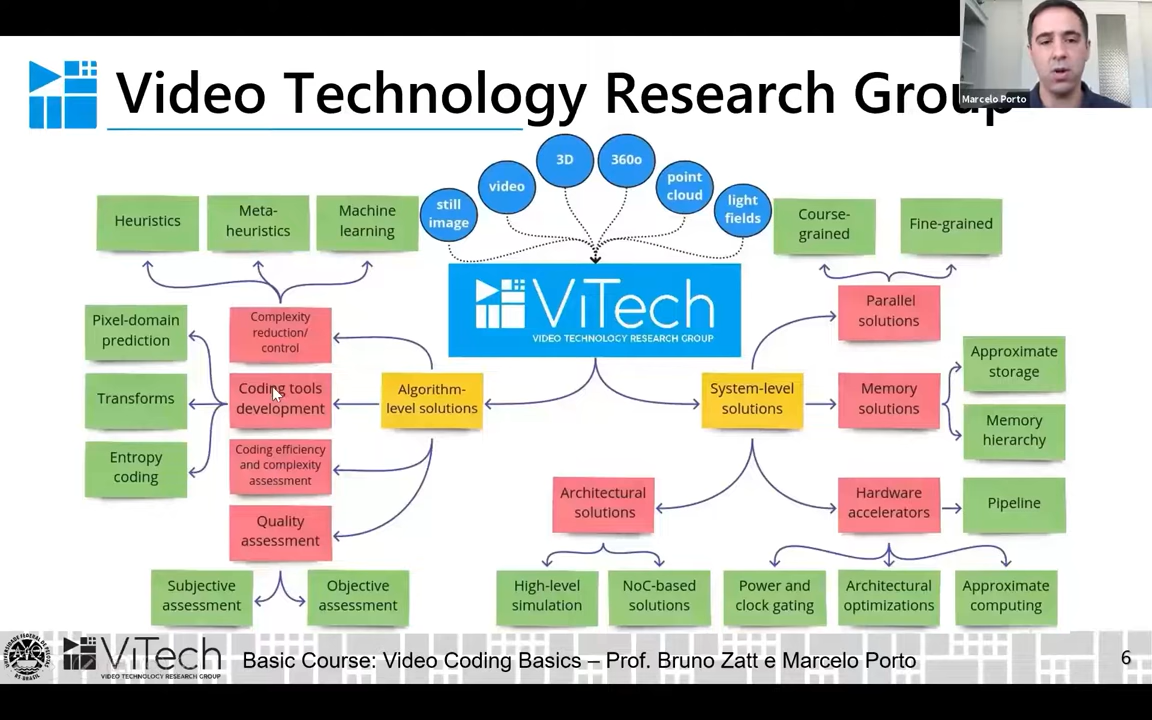 Video Technology Research Group
Marcelo Porto
still
image
video
3D
360o
point
cloud
light
fields
Heuristics
Meta-
heuristics
Machine
learning
Course-
grained
Fine-grained
ViTech
VIDEO TECHNOLOGY RESEARCH GROUP
Complexity
reduction/
control
Parallel
solutions
Pixel-domain
prediction
Transforms
Entropy
coding
Coding tools
development
Algorithm-
level solutions
System-level
solutions
Memory
solutions
Approximate
storage
Memory
hierarchy
Coding efficiency
and complexity
assessment
Quality
assessment
Architectural
solutions
Hardware
accelerators
Pipeline
Subjective
assessment
Objective
assessment
High-level
simulation
NoC-based
solutions
Power and
clock gating
Architectural
optimizations
Approximate
computing
ViTech
VIDEO TECHNOLOGY RESEARCH GROUP
Basic Course: Video Coding Basics – Prof. Bruno Zatt e Marcelo Porto
6